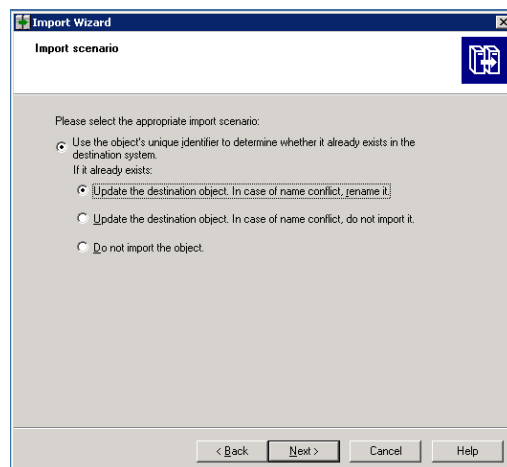 Import Wizard
Import scenario
Please select the appropriate import scenario:
Use the object's unique identifier to determine whether it already exists in the
destination system.
If it already exists:
Update the destination object. In case of name conflict, rename it.
Update the destination object. In case of name conflict, do not import it.
Do not import the object.
< Back Next > Cancel Help